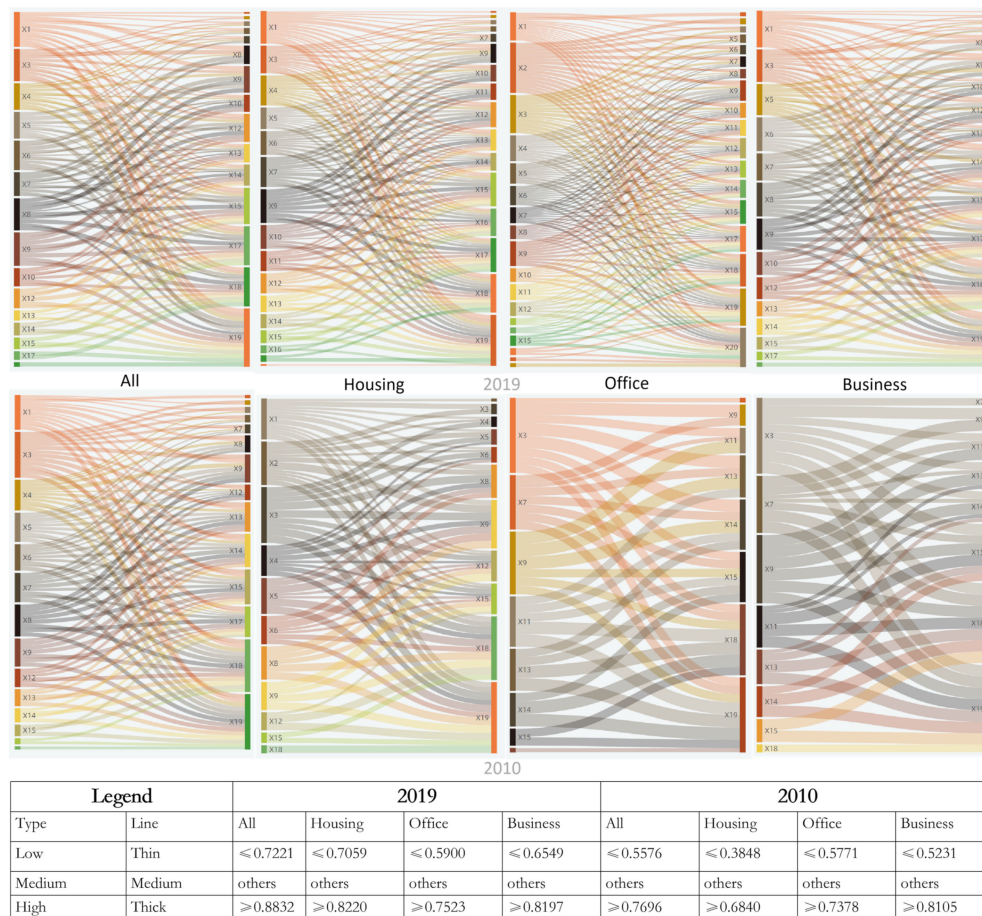 X1
X3
X4
X5
X6
X7
X8
X9
X10
X12
X13
X14
X15
X17
X8
X9
X10
X12
X13
X14
X15
X17
X18
X19
X1
X3
X4
X5
X6
X7
X9
X10
X11
X12
X13
X14
X15
X16
X7
X9
X10
X11
X12
X13
X14
X15
X16
X17
X18
X19
X1
X2
X3
X4
X5
X6
X7
X8
X9
X10
X11
X12
X15
X5
X6
X7
X8
X9
X10
X11
X12
X13
X14
X15
X17
X18
X19
X20
X1
X3
X5
X6
X7
X8
X9
X10
X12
X13
X14
X15
X17
All Housing 2019 Office Business
X1
X3
X4
X5
X6
X7
X8
X9
X12
X13
X14
X15
X7
X8
X9
X12
X13
X14
X15
X17
X18
X19
X1
X2
X3
X4
X5
X6
X8
X9
X12
X15
X18
X3
X4
X5
X6
X8
X9
X12
X15
X18
X19
X3
X7
X9
X11
X13
X14
X15
X9
X11
X13
X14
X15
X18
X19
X3
X7
X9
X11
X13
X14
X15
X18
2010
Legend 2019 2010
Type Line All Housing Office Business All Housing Office Business
Low Thin ⩽0.7221 ⩽0.7059 ⩽0.5900 ⩽0.6549 ⩽0.5576 ⩽0.3848 ⩽0.5771 ⩽0.5231
Medium Medium others others others others others others others others
High Thick ⩾0.8832 ⩾0.8220 ⩾0.7523 ⩾0.8197 ⩾0.7696 ⩾0.6840 ⩾0.7378 ⩾0.8105